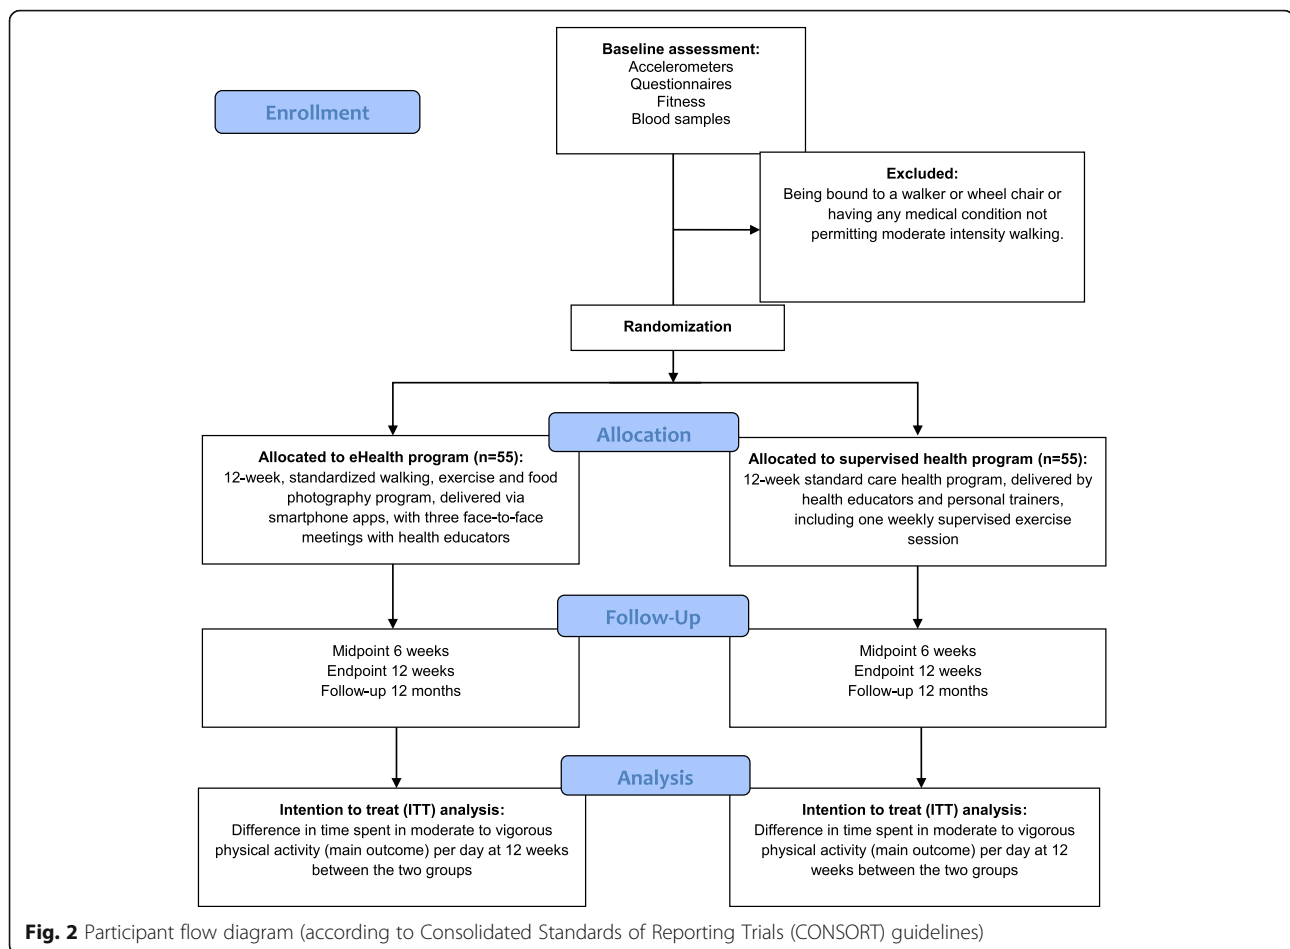 Baseline assessment:
Accelerometers
Questionnaires
Fitness
Blood samples
Enrollment
Excluded:
Being bound to a walker or wheel chair or
having any medical condition not
permitting moderate intensity walking.
Randomization
Allocation
Allocated to eHealth program (n=55):
12-week, standardized walking, exercise and food
photography program, delivered via
smartphone apps, with three face-to-face
meetings with health educators
Allocated to supervised health program (n=55):
12-week standard care health program, delivered by
health educators and personal trainers,
including one weekly supervised exercise
session
Follow-Up
Midpoint 6 weeks
Endpoint 12 weeks
Follow-up 12 months
Midpoint 6 weeks
Endpoint 12 weeks
Follow-up 12 months
Analysis
Intention to treat (ITT) analysis:
Difference in time spent in moderate to vigorous
physical activity (main outcome) per day at 12 weeks
between the two groups
Intention to treat (ITT) analysis:
Difference in time spent in moderate to vigorous
physical activity (main outcome) per day at 12
weeks between the two groups
Fig. 2 Participant flow diagram (according to Consolidated Standards of Reporting Trials (CONSORT) guidelines)